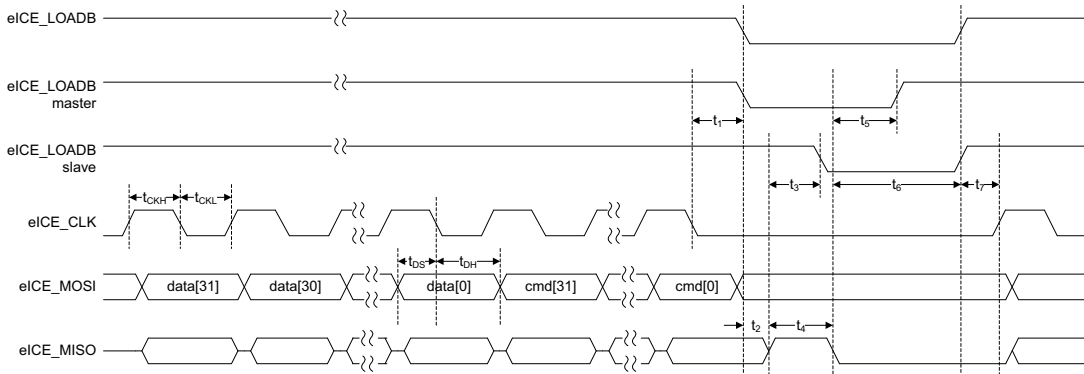 eICE_LOADB
eICE_LOADB
master
t₁
t₅
eICE_LOADB
slave
t₃
t₆
t₇
tCKH
tCKL
eICE_CLK
tDS
tDH
eICE_MOSI
data[31]
data[30]
data[0]
cmd[31]
cmd[0]
t₂
t₄
eICE_MISO